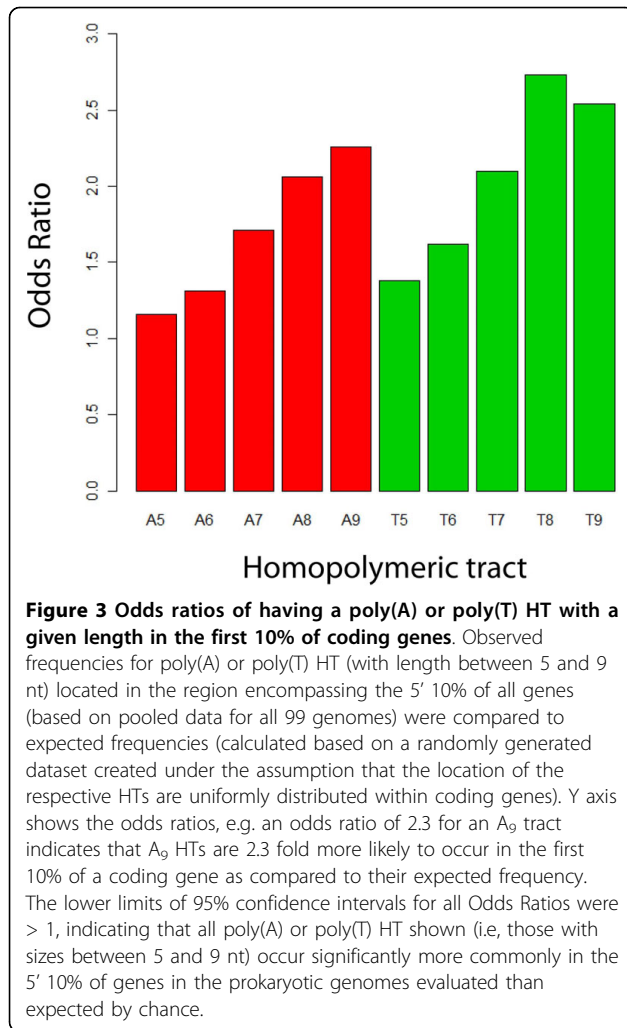 3.0
2.5
2.0
1.5
1.0
0.5
0.0
Odds Ratio
A5 A6 A7 A8 A9 T5 T6 T7 T8 T9
Homopolymeric tract
Figure 3 Odds ratios of having a poly(A) or poly(T) HT with a
given length in the first 10% of coding genes. Observed
frequencies for poly(A) or poly(T) HT (with length between 5 and 9
nt) located in the region encompassing the 5' 10% of all genes
(based on pooled data for all 99 genomes) were compared to
expected frequencies (calculated based on a randomly generated
dataset created under the assumption that the location of the
respective HTs are uniformly distributed within coding genes). Y axis
shows the odds ratios, e.g. an odds ratio of 2.3 for an A9 tract
indicates that A9 HTs are 2.3 fold more likely to occur in the first
10% of a coding gene as compared to their expected frequency.
The lower limits of 95% confidence intervals for all Odds Ratios were
> 1, indicating that all poly(A) or poly(T) HT shown (i.e, those with
sizes between 5 and 9 nt) occur significantly more commonly in the
5' 10% of genes in the prokaryotic genomes evaluated than
expected by chance.